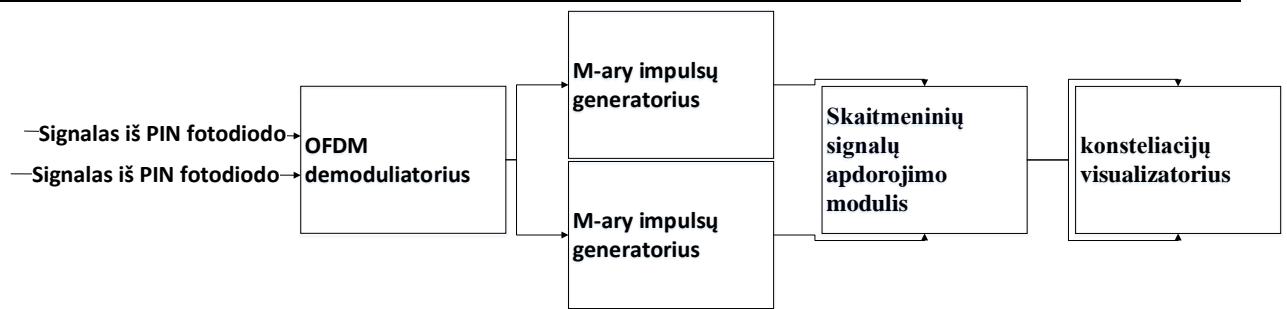 Signalas iš PIN fotodiodo
Signalas iš PIN fotodiodo
OFDM
demoduliatorius
M-ary impulsų
generatorius
M-ary impulsų
generatorius
Skaitmeninių
signalų
apdorojimo
modulis
konsteliacijų
visualizatorius